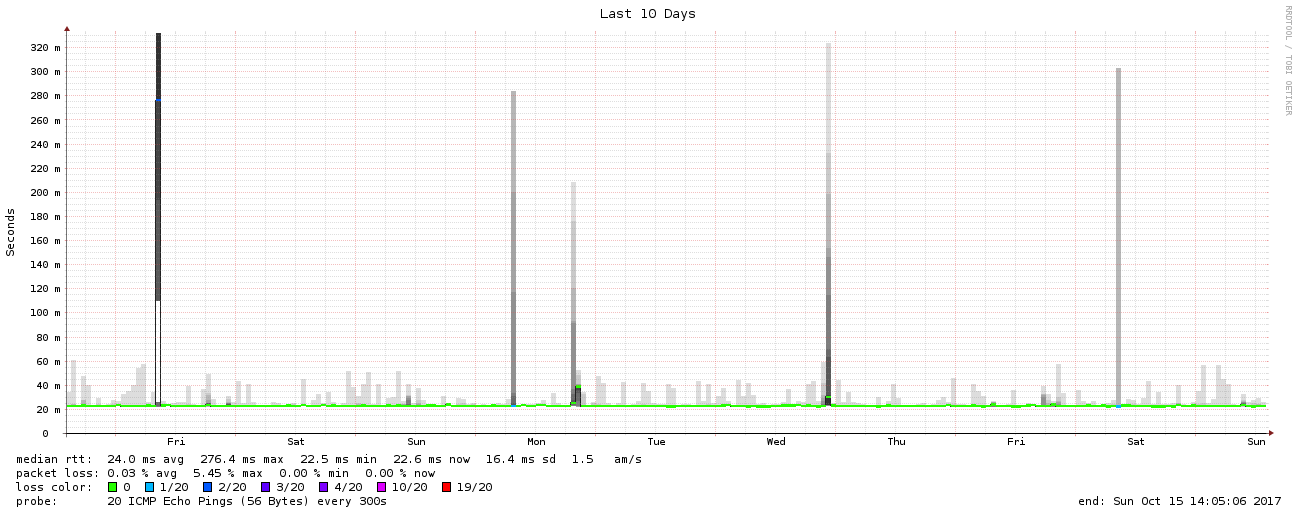 Last 10 Days
RRDTOOL / TOBI OETIKER
Seconds
320 m
300 m
280 m
260 m
240 m
220 m
200 m
180 m
160 m
140 m
120 m
100 m
80 m
60 m
40 m
20 m
0
Fri Sat Sun Mon Tue Wed Thu Fri Sat Sun
median rtt: 24.0 ms avg 276.4 ms max 22.5 ms min 22.6 ms now 16.4 ms sd 1.5 am/s
packet loss: 0.03 % avg 5.45 % max 0.00 % min 0.00 % now
loss color: 0 1/20 2/20 3/20 4/20 10/20 19/20
probe: 20 ICMP Echo Pings (56 Bytes) every 300s end: Sun Oct 15 14:05:06 2017